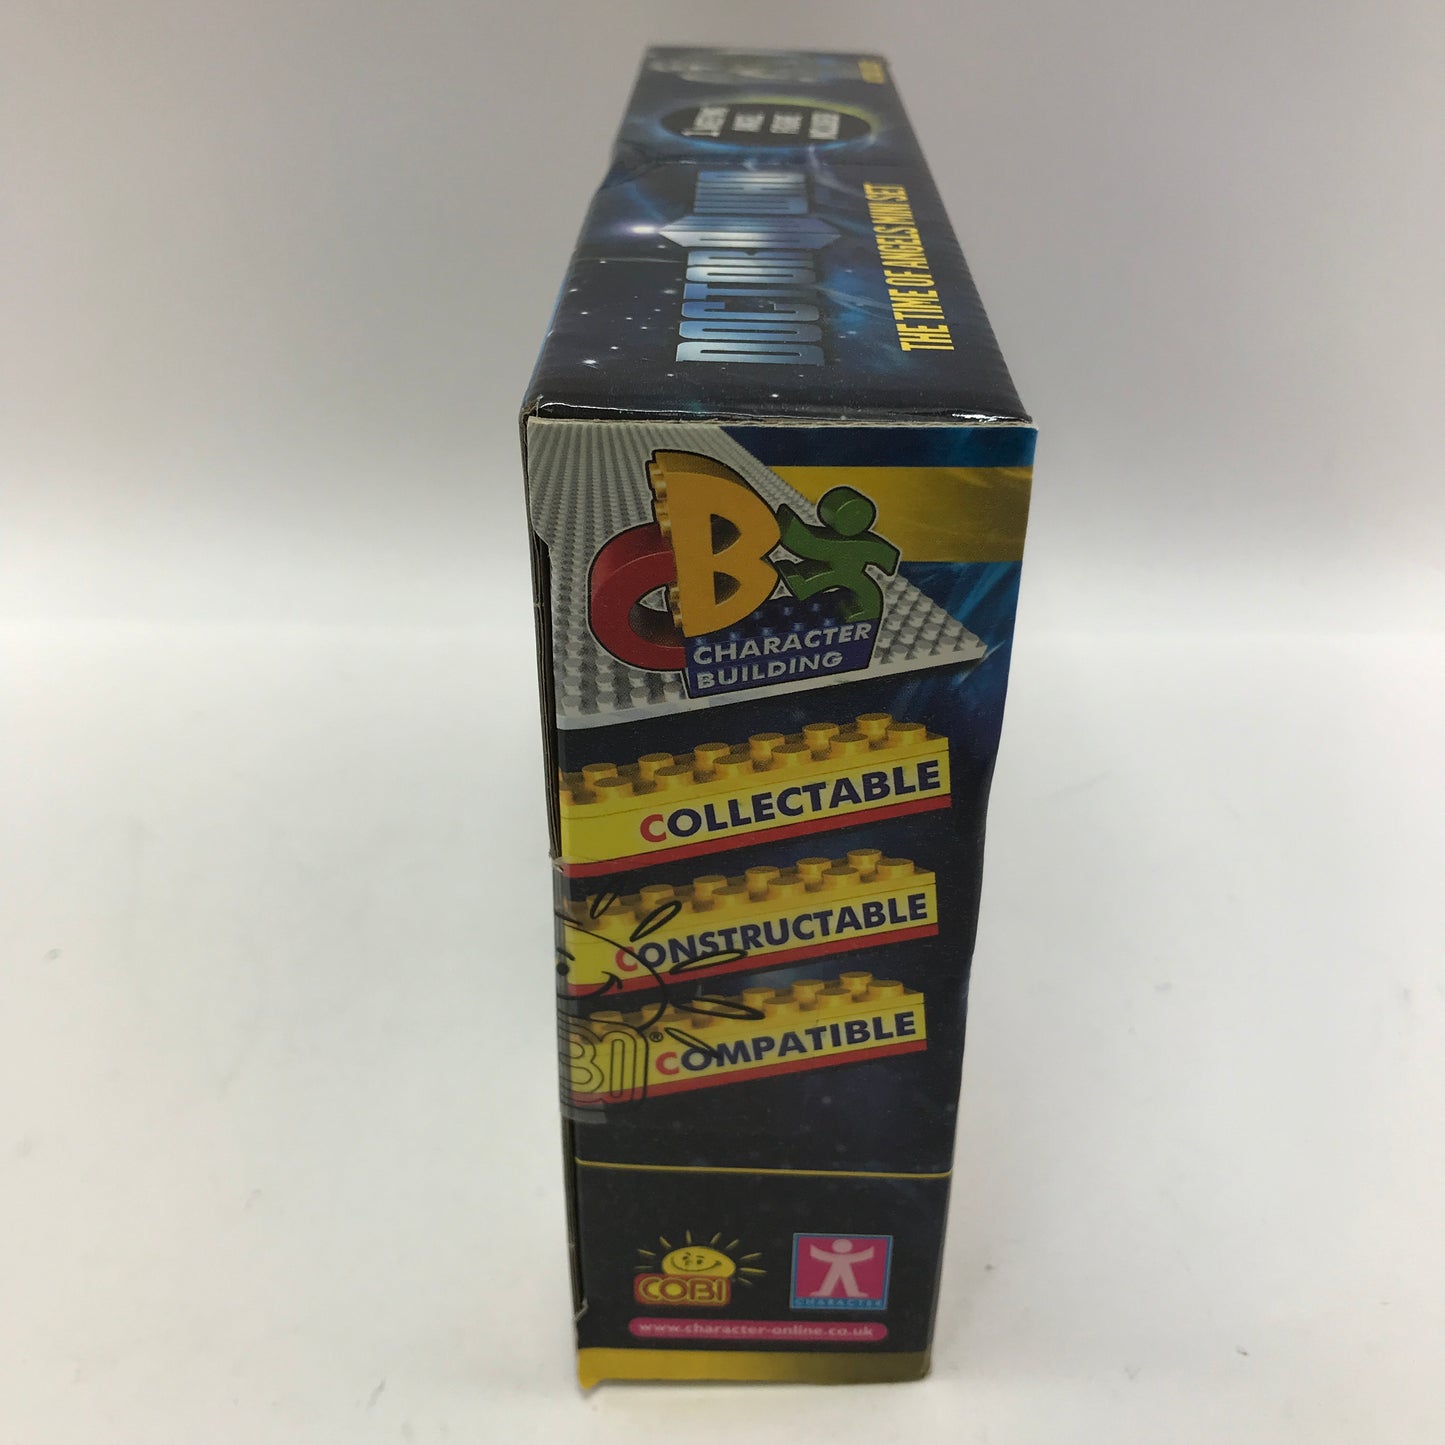 DOCTOR WHO
THE TIME OF ANGELS MINI SET
CB
CHARACTER
BUILDING
COLLECTABLE
CONSTRUCTABLE
COMPATIBLE
®
COBI
CHARACTER
www.character-online.co.uk